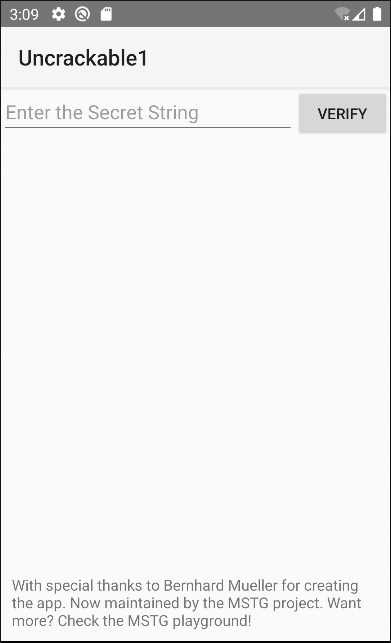 3:09
Uncrackable1
Enter the Secret String
VERIFY
With special thanks to Bernhard Mueller for creating
the app. Now maintained by the MSTG project. Want
more? Check the MSTG playground!